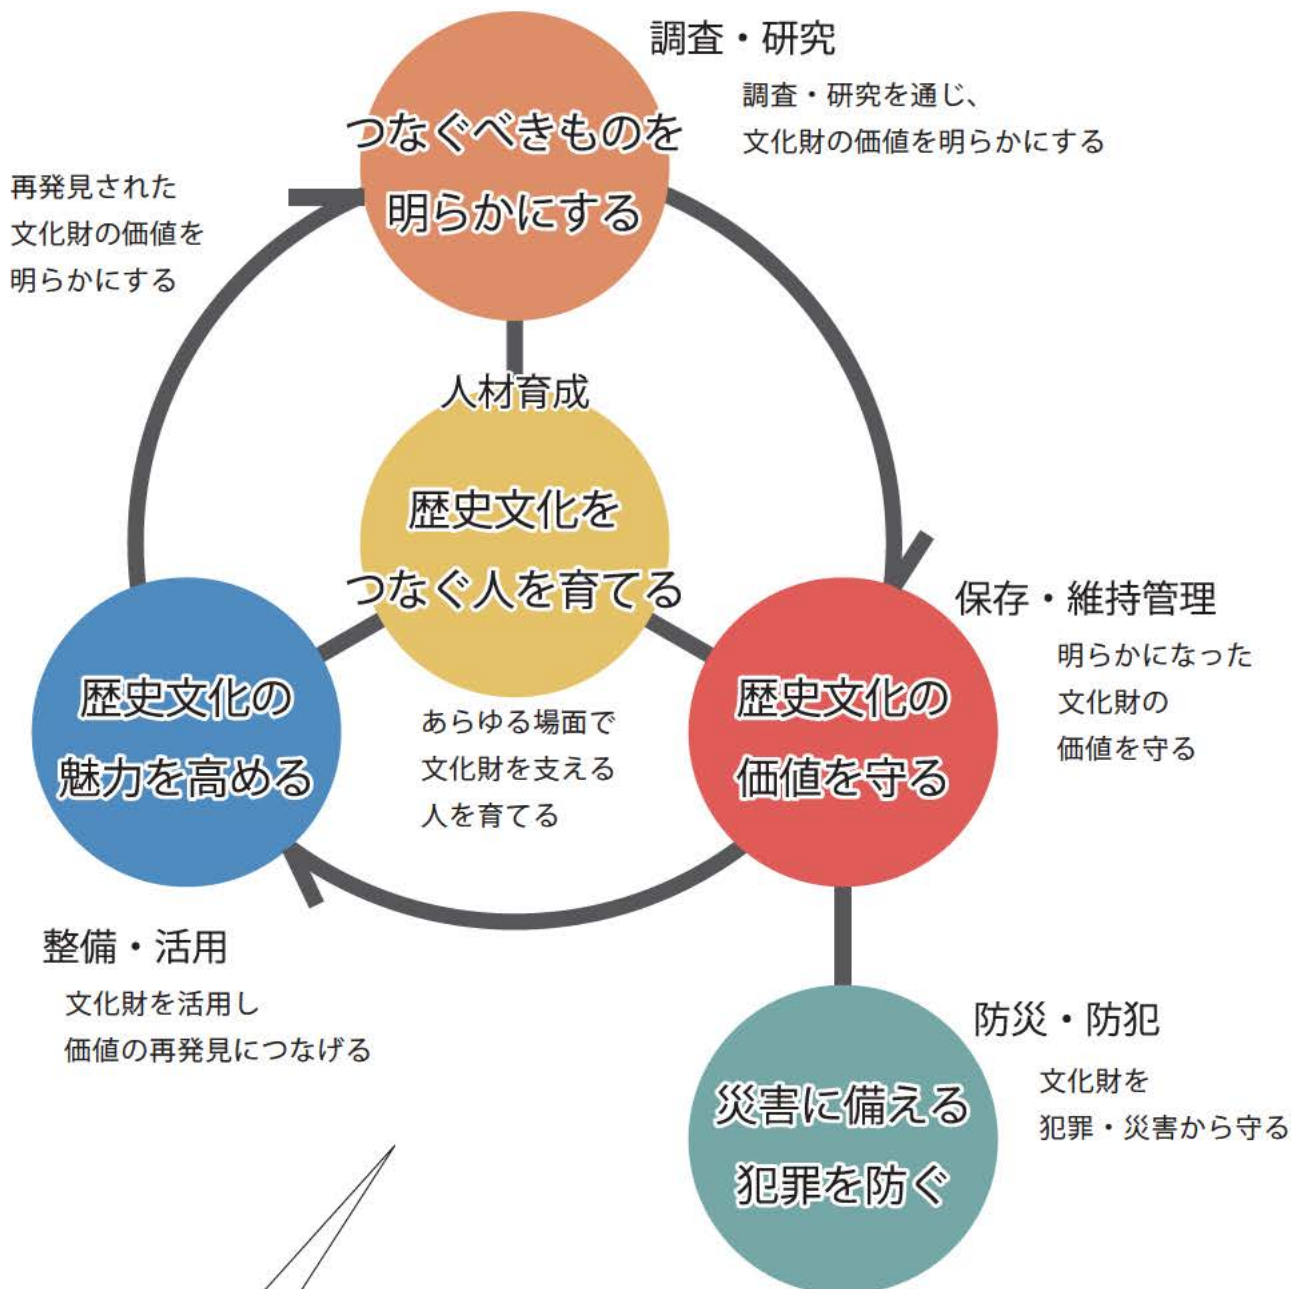 調査・研究
調査・研究を通じ、
文化財の価値を明らかにする
つなぐべきものを
明らかにする
再発見された
文化財の価値を
明らかにする
人材育成
歴史文化を
つなぐ人を育てる
あらゆる場面で
文化財を支える
人を育てる
保存・維持管理
明らかになった
文化財の
価値を守る
歴史文化の
価値を守る
歴史文化の
魅力を高める
整備・活用
文化財を活用し
価値の再発見につなげる
防災・防犯
文化財を
犯罪・災害から守る
災害に備える
犯罪を防ぐ